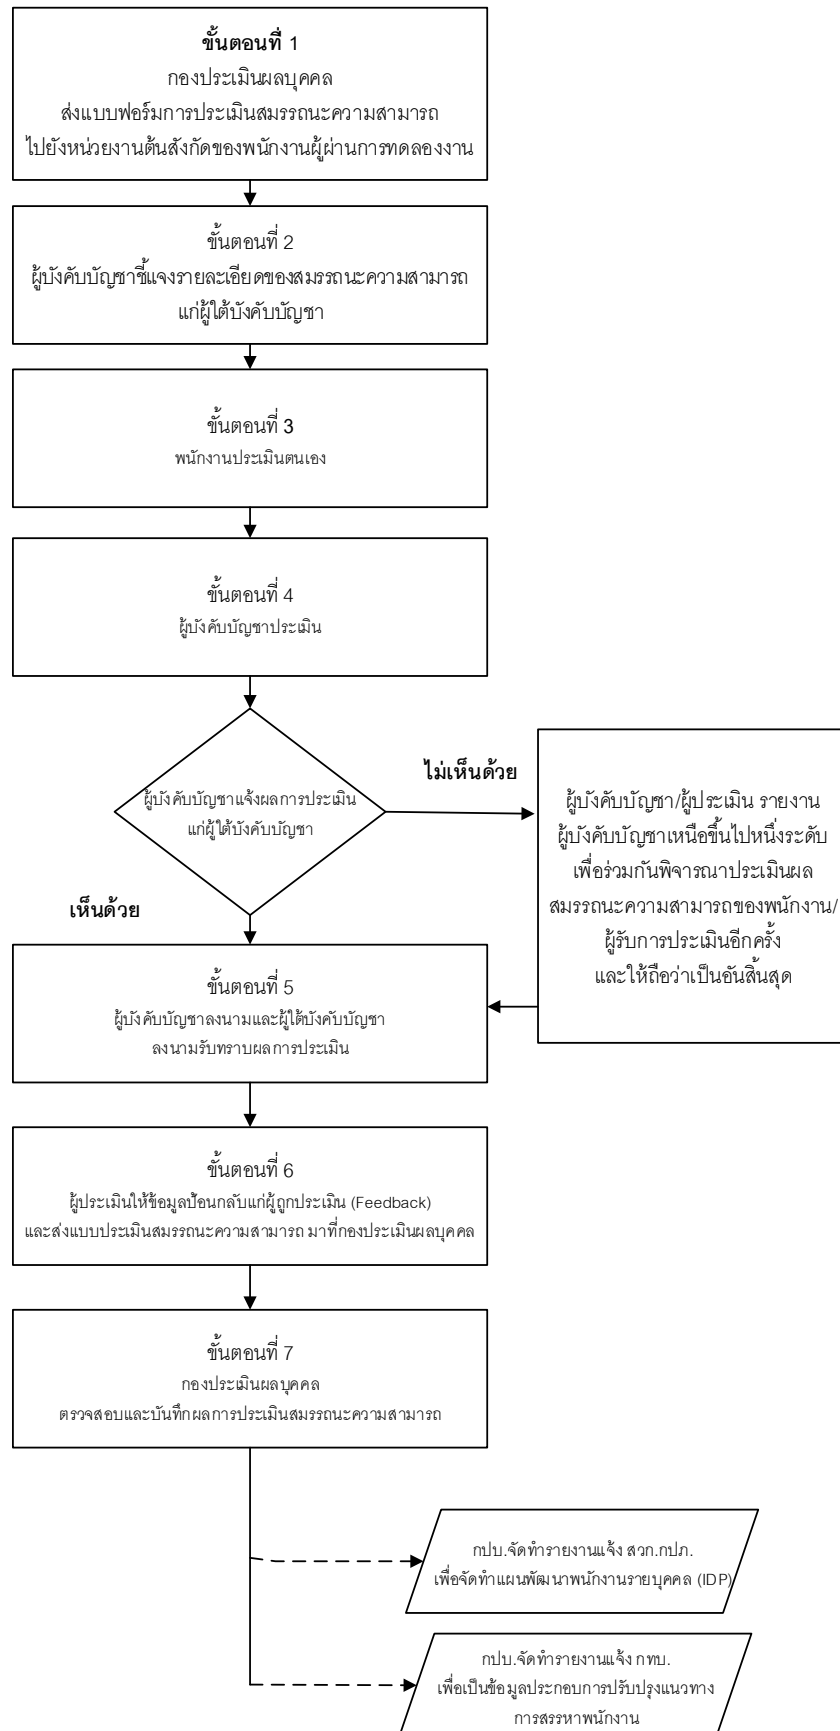 ขั้นตอนที่ 1
กองประเมินผลบุคคล
ส่งแบบฟอร์มการประเมินสมรรถนะความสามารถ
ไปยังหน่วยงานต้นสังกัดของพนักงานผู้ผ่านการทดลองงาน
ขั้นตอนที่ 2
ผู้บังคับบัญชาชี้แจงรายละเอียดของสมรรถนะความสามารถ
แก่ผู้ใต้บังคับบัญชา
ขั้นตอนที่ 3
พนักงานประเมินตนเอง
ขั้นตอนที่ 4
ผู้บังคับบัญชาประเมิน
ผู้บังคับบัญชาแจ้งผลการประเมิน
แก่ผู้ใต้บังคับบัญชา
ไม่เห็นด้วย
ผู้บังคับบัญชา/ผู้ประเมิน รายงาน
ผู้บังคับบัญชาเหนือขึ้นไปหนึ่งระดับ
เพื่อร่วมกันพิจารณาประเมินผล
สมรรถนะความสามารถของพนักงาน/
ผู้รับการประเมินอีกครั้ง
และให้ถือว่าเป็นอันสิ้นสุด
เห็นด้วย
ขั้นตอนที่ 5
ผู้บังคับบัญชาลงนามและผู้ใต้บังคับบัญชา
ลงนามรับทราบผลการประเมิน
ขั้นตอนที่ 6
ผู้ประเมินให้ข้อมูลป้อนกลับแก่ผู้ถูกประเมิน (Feedback)
และส่งแบบประเมินสมรรถนะความสามารถ มาที่กองประเมินผลบุคคล
ขั้นตอนที่ 7
กองประเมินผลบุคคล
ตรวจสอบและบันทึกผลการประเมินสมรรถนะความสามารถ
กปบ.จัดทำรายงานแจ้ง สวก.กปภ.
เพื่อจัดทำแผนพัฒนาพนักงานรายบุคคล (IDP)
กปบ.จัดทำรายงานแจ้ง กทบ.
เพื่อเป็นข้อมูลประกอบการปรับปรุงแนวทาง
การสรรหาพนักงาน